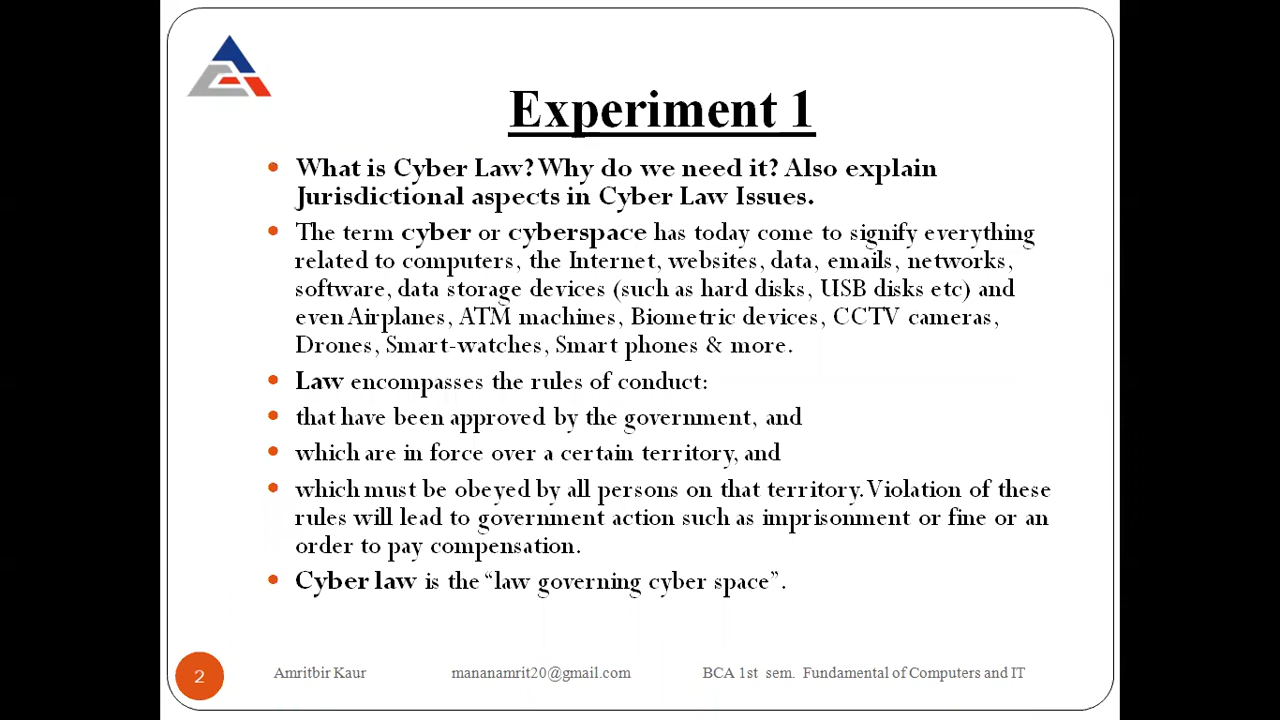 Experiment 1
• What is Cyber Law? Why do we need it? Also explain
Jurisdictional aspects in Cyber Law Issues.
• The term cyber or cyberspace has today come to signify everything
related to computers, the Internet, websites, data, emails, networks,
software, data storage devices (such as hard disks, USB disks etc) and
even Airplanes, ATM machines, Biometric devices, CCTV cameras,
Drones, Smart-watches, Smart phones & more.
• Law encompasses the rules of conduct:
• that have been approved by the government, and
• which are in force over a certain territory, and
• which must be obeyed by all persons on that territory. Violation of these
rules will lead to government action such as imprisonment or fine or an
order to pay compensation.
• Cyber law is the “law governing cyber space”.
2 Amritbir Kaur mananamrit20@gmail.com BCA 1st sem. Fundamental of Computers and IT